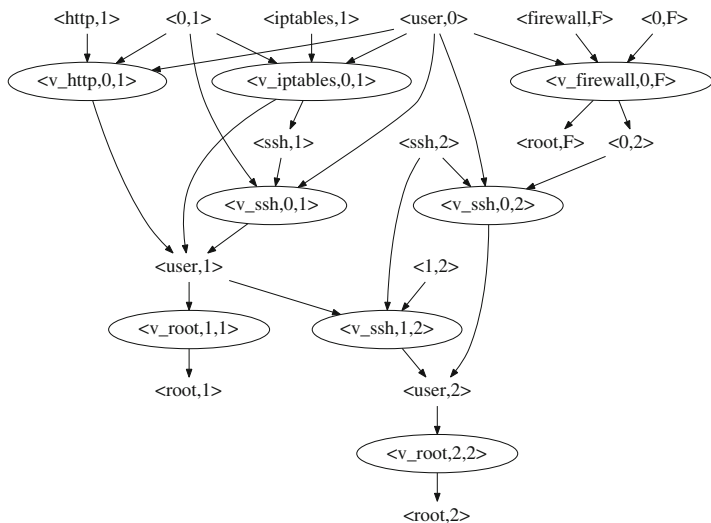 <http,1> <0,1> <iptables,1> <user,0> <firewall,F> <0,F>
<v_http,0,1> <v_iptables,0,1> <v_firewall,0,F>
<ssh,1> <ssh,2> <root,F> <0,2>
<v_ssh,0,1> <v_ssh,0,2>
<user,1> <1,2>
<v_root,1,1> <v_ssh,1,2>
<root,1> <user,2>
<v_root,2,2>
<root,2>